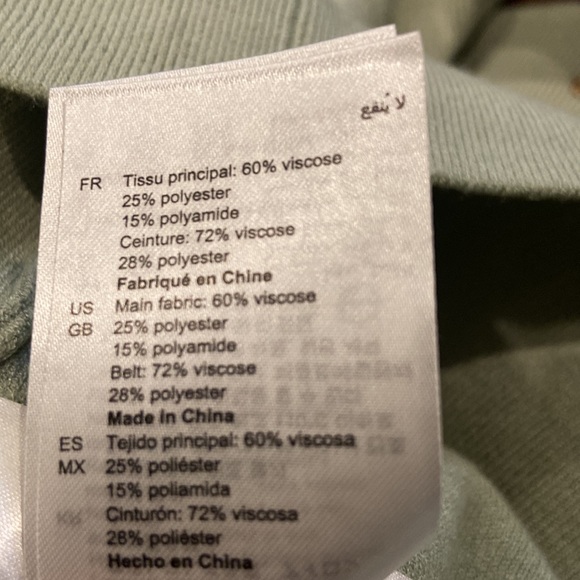 لا يُنقع
FR Tissu principal: 60% viscose
25% polyester
15% polyamide
Ceinture: 72% viscose
28% polyester
Fabriqué en Chine
US Main fabric: 60% viscose
GB 25% polyester
15% polyamide
Belt: 72% viscose
28% polyester
Made in China
ES Tejido principal: 60% viscosa
MX 25% poliéster
15% poliamida
Cinturón: 72% viscosa
28% poliéster
Hecho en China